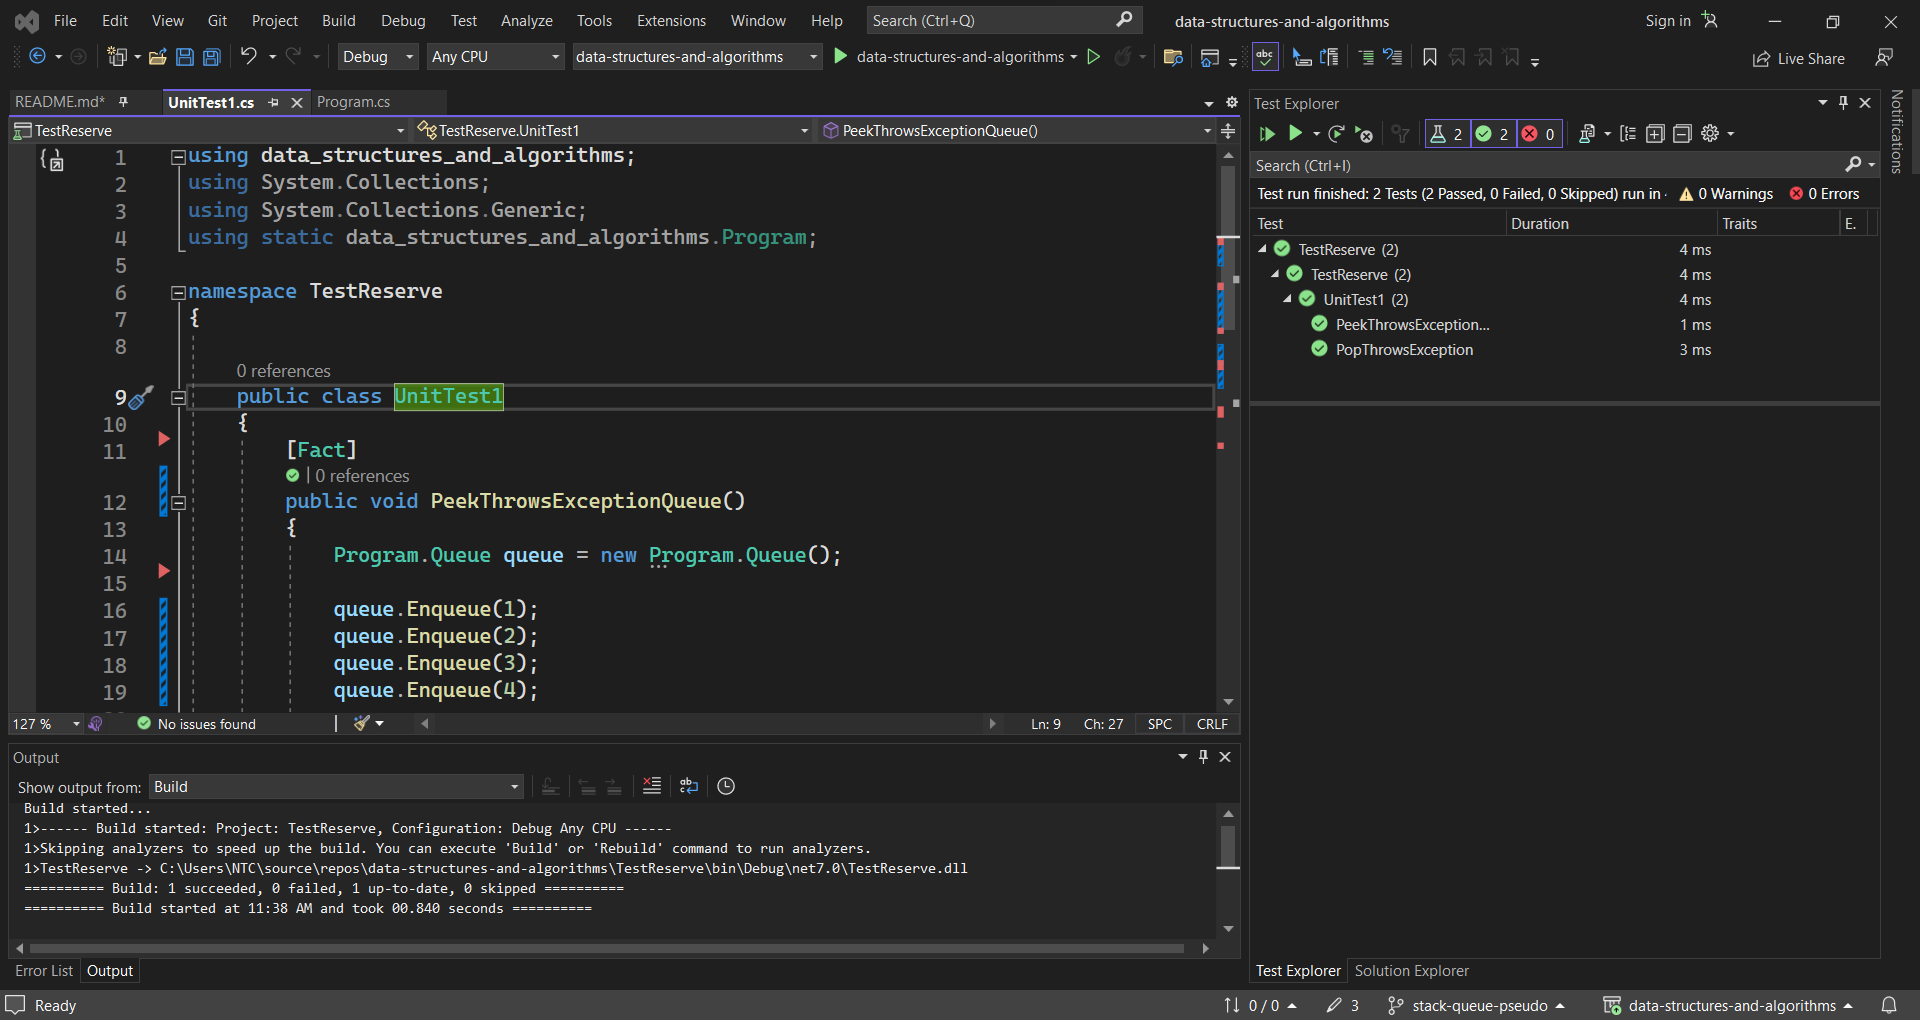 File Edit View Git Project Build Debug Test Analyze Tools Extensions Window Help Search (Ctrl+Q) data-structures-and-algorithms Sign in
Debug Any CPU data-structures-and-algorithms data-structures-and-algorithms Live Share
README.md* UnitTest1.cs Program.cs
TestReserve TestReserve.UnitTest1 PeekThrowsExceptionQueue()
1 using data_structures_and_algorithms;
2 using System.Collections;
3 using System.Collections.Generic;
4 using static data_structures_and_algorithms.Program;
5
6 namespace TestReserve
7 {
8
0 references
9 public class UnitTest1
10 {
11 [Fact]
| 0 references
12 public void PeekThrowsExceptionQueue()
13 {
14 Program.Queue queue = new Program.Queue();
15
16 queue.Enqueue(1);
17 queue.Enqueue(2);
18 queue.Enqueue(3);
19 queue.Enqueue(4);
127 % No issues found Ln: 9 Ch: 27 SPC CRLF
Output
Show output from: Build
Build started...
1>------ Build started: Project: TestReserve, Configuration: Debug Any CPU ------
1>Skipping analyzers to speed up the build. You can execute 'Build' or 'Rebuild' command to run analyzers.
1>TestReserve -> C:\Users\NTC\source\repos\data-structures-and-algorithms\TestReserve\bin\Debug\net7.0\TestReserve.dll
========== Build: 1 succeeded, 0 failed, 1 up-to-date, 0 skipped ==========
========== Build started at 11:38 AM and took 00.840 seconds ==========
Error List Output
Test Explorer
2 2 0
Search (Ctrl+I)
Test run finished: 2 Tests (2 Passed, 0 Failed, 0 Skipped) run in 0 Warnings 0 Errors
Test Duration Traits E.
TestReserve (2) 4 ms
TestReserve (2) 4 ms
UnitTest1 (2) 4 ms
PeekThrowsException... 1 ms
PopThrowsException 3 ms
Test Explorer Solution Explorer
Notifications
Ready 0 / 0 3 stack-queue-pseudo data-structures-and-algorithms